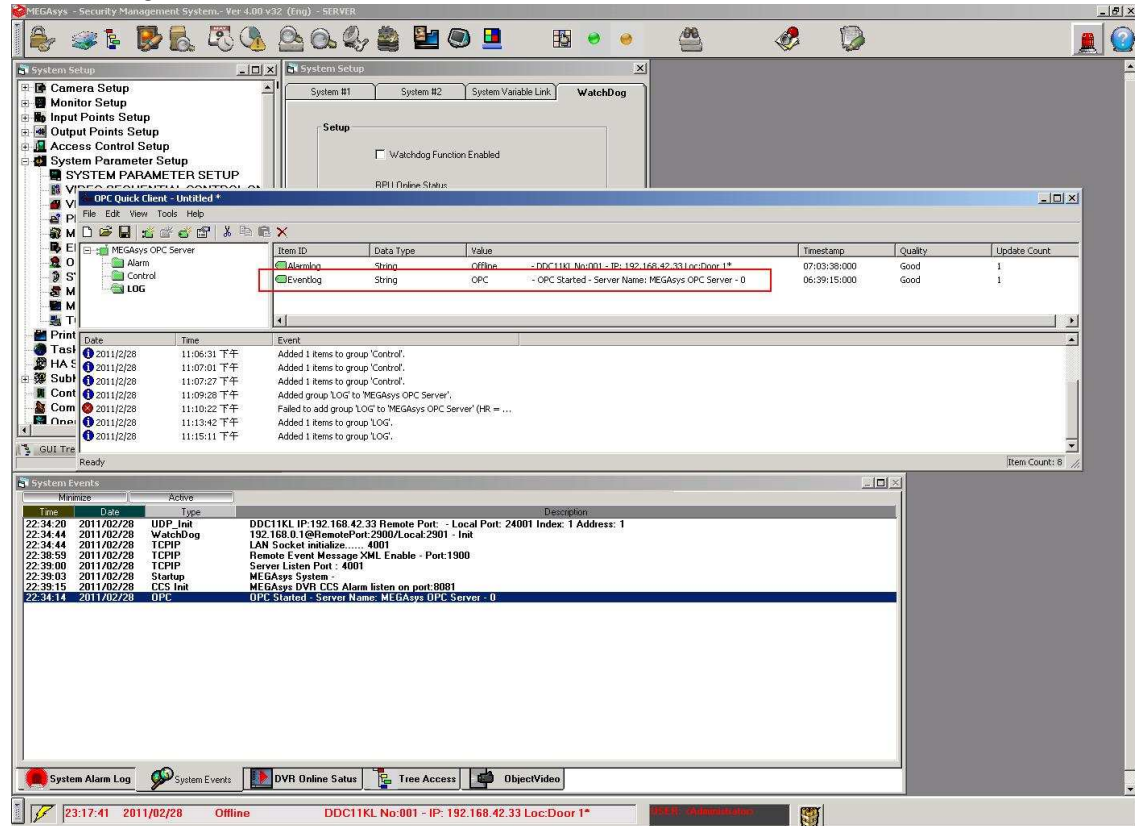 MEGAsys - Security Management System.- Ver 4.00 v32 (Eng) - SERVER
System Setup
Camera Setup
Monitor Setup
Input Points Setup
Output Points Setup
Access Control Setup
System Parameter Setup
SYSTEM PARAMETER SETUP
System Setup
System #1 System #2 System Variable Link WatchDog
Setup
Watchdog Function Enabled
RPU Online Status
OPC Quick Client - Untitled *
File Edit View Tools Help
MEGAsys OPC Server
Alarm
Control
LOG
Item ID Data Type Value Timestamp Quality Update Count
Alarmlog String Offline - DDC11KL No:001 - IP: 192.168.42.33 Loc:Door 1* 07:03:38:000 Good 1
Eventlog String OPC - OPC Started - Server Name: MEGAsys OPC Server - 0 06:39:15:000 Good 1
Date Time Event
2011/2/28 11:06:31 下午 Added 1 items to group 'Control'.
2011/2/28 11:07:01 下午 Added 1 items to group 'Control'.
2011/2/28 11:07:27 下午 Added 1 items to group 'Control'.
2011/2/28 11:09:28 下午 Added group 'LOG' to 'MEGAsys OPC Server'.
2011/2/28 11:10:22 下午 Failed to add group 'LOG' to 'MEGAsys OPC Server' (HR = ...
2011/2/28 11:13:42 下午 Added 1 items to group 'LOG'.
2011/2/28 11:15:11 下午 Added 1 items to group 'LOG'.
Ready Item Count: 8
Print
Task
HA S
Cont
Com
GUI Tre
System Events
Minimize Active
Time Date Type Description
22:34:20 2011/02/28 UDP_Init DDC11KL IP:192.168.42.33 Remote Port: - Local Port: 24001 Index: 1 Address: 1
22:34:44 2011/02/28 WatchDog 192.168.0.1@RemotePort:2900/Local:2901 - Init
22:34:44 2011/02/28 TCPIP LAN Socket initialize...... 4001
22:38:59 2011/02/28 TCPIP Remote Event Message XML Enable - Port:1900
22:39:00 2011/02/28 TCPIP Server Listen Port : 4001
22:39:03 2011/02/28 Startup MEGAsys System -
22:39:15 2011/02/28 CCS Init MEGAsys DVR CCS Alarm listen on port:8081
22:34:14 2011/02/28 OPC OPC Started - Server Name: MEGAsys OPC Server - 0
System Alarm Log System Events DVR Online Satus Tree Access ObjectVideo
23:17:41 2011/02/28 Offline DDC11KL No:001 - IP: 192.168.42.33 Loc:Door 1*